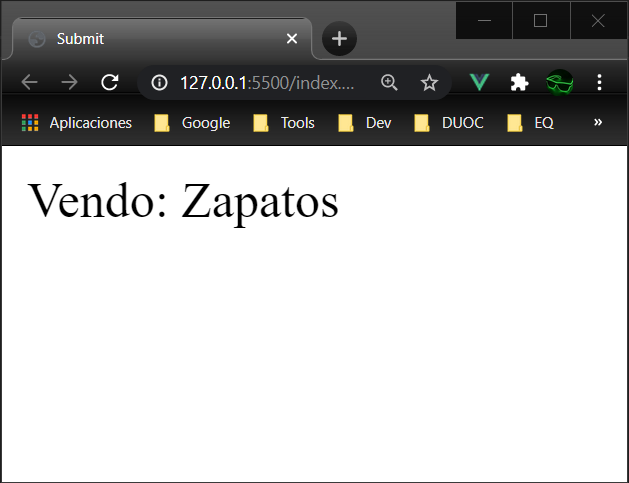 Submit
127.0.0.1:5500/index....
Aplicaciones Google Tools Dev DUOC EQ »
Vendo: Zapatos